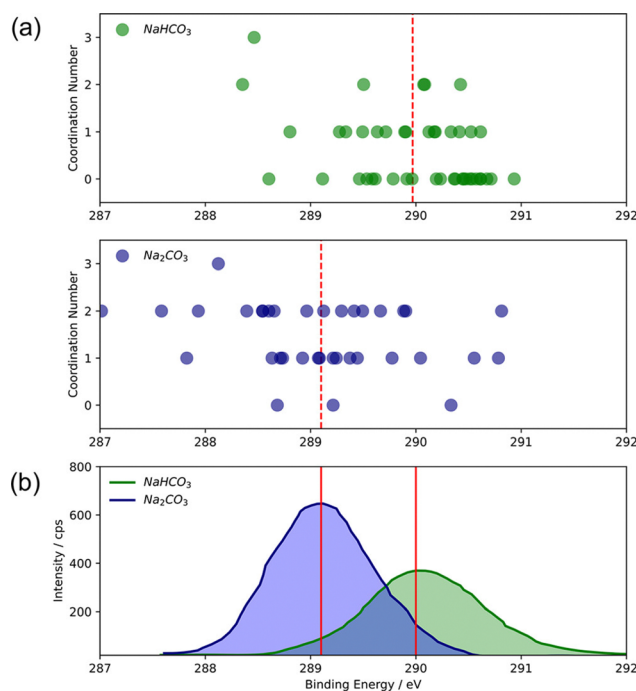 (a)
NaHCO₃
Coordination Number
3
2
1
0
287 288 289 290 291 292
Na₂CO₃
Coordination Number
3
2
1
0
287 288 289 290 291 292
(b)
NaHCO₃
Na₂CO₃
Intensity / cps
800
600
400
200
287 288 289 290 291 292
Binding Energy / eV